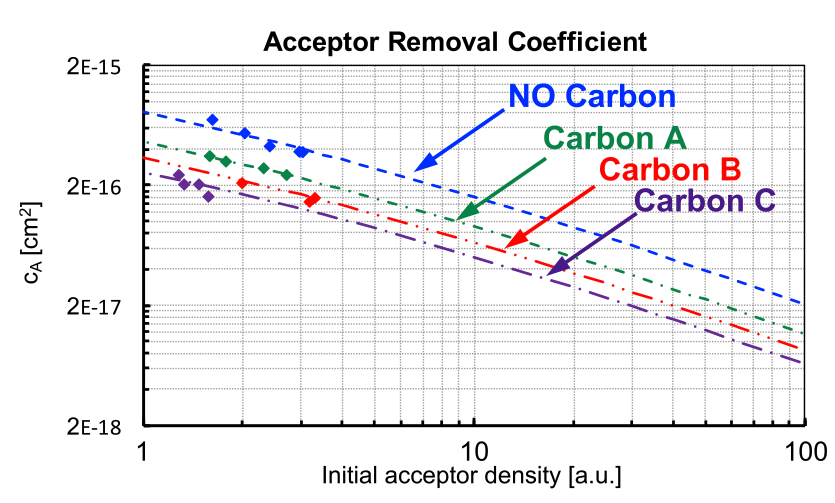 Acceptor Removal Coefficient
2E-15
2E-16
2E-17
2E-18
cA [cm2]
NO Carbon
Carbon A
Carbon B
Carbon C
1
10
100
Initial acceptor density [a.u.]